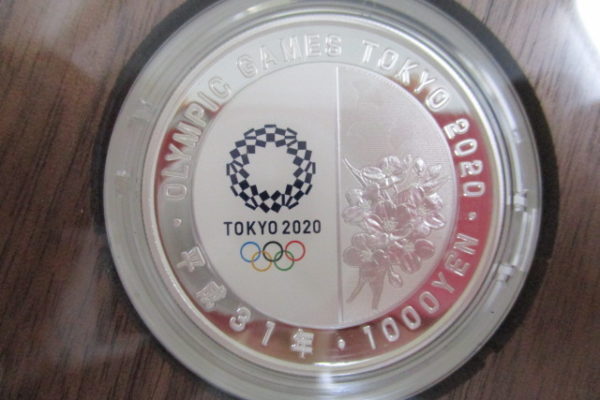 OLYMPIC GAMES TOKYO 2020
TOKYO 2020
平成31年・1000YEN